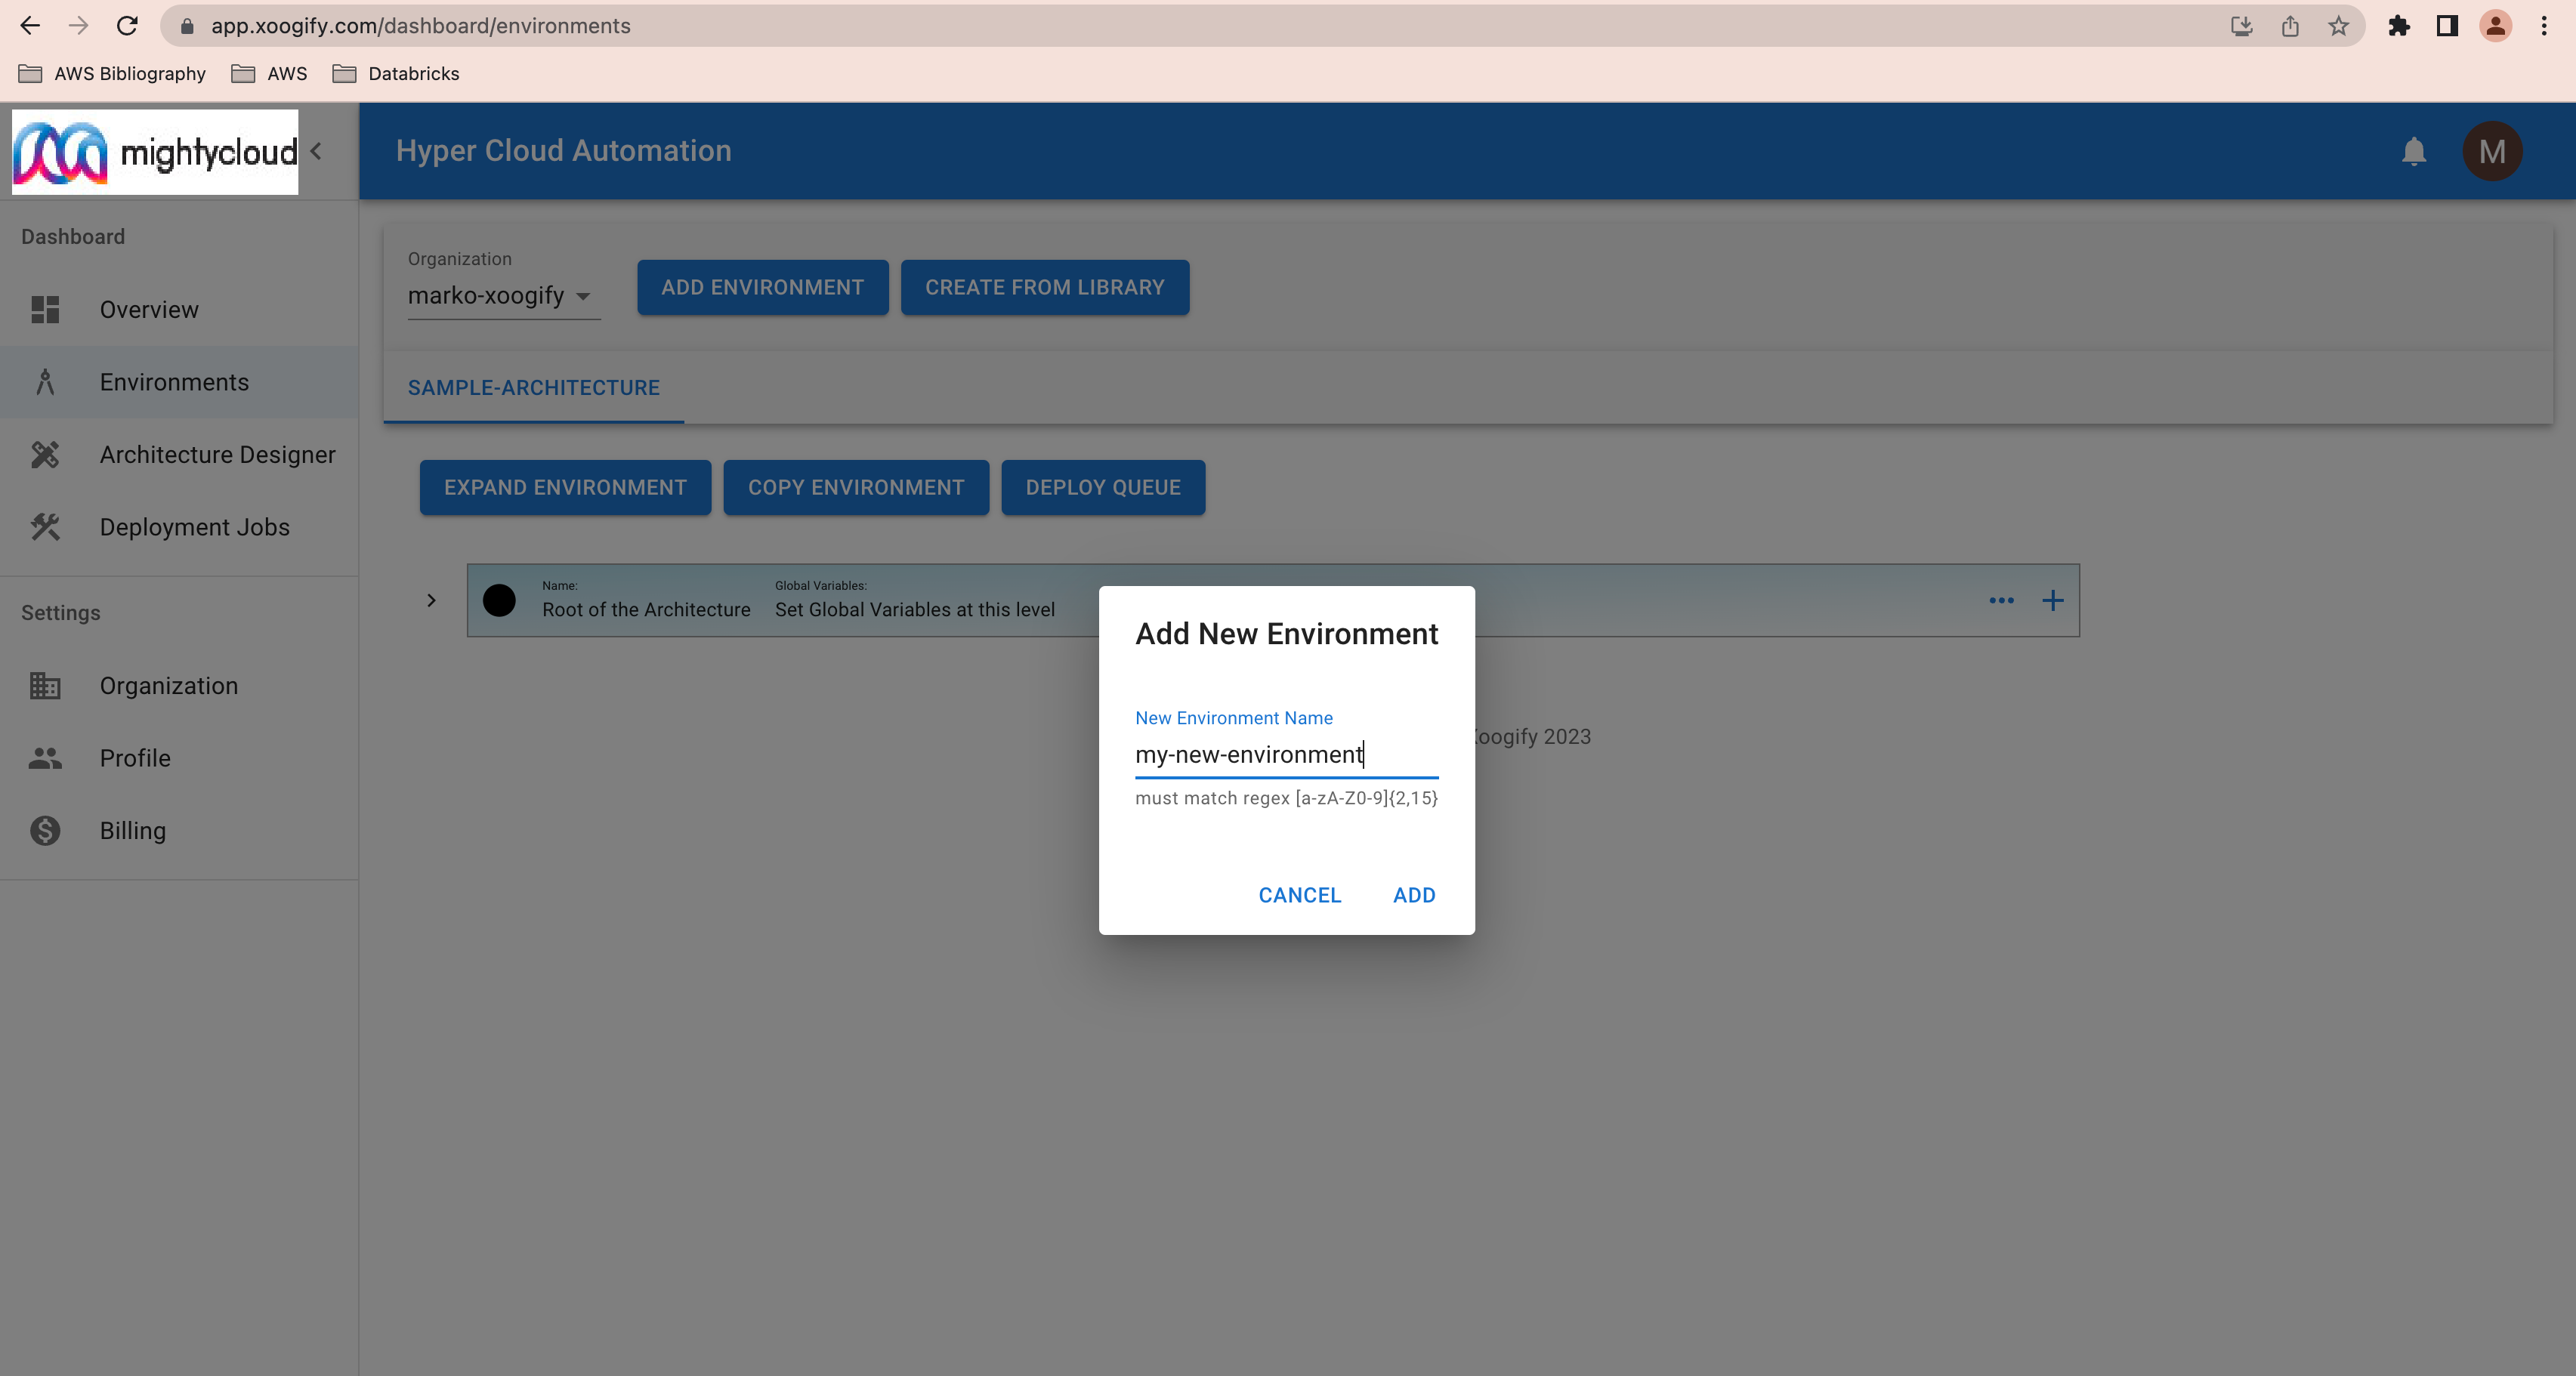 app.xoogify.com/dashboard/environments
AWS Bibliography
AWS
Databricks
mightycloud
Hyper Cloud Automation
M
Dashboard
Overview
Environments
Architecture Designer
Deployment Jobs
Settings
Organization
Profile
Billing
Organization
marko-xoogify
ADD ENVIRONMENT
CREATE FROM LIBRARY
SAMPLE-ARCHITECTURE
EXPAND ENVIRONMENT
COPY ENVIRONMENT
DEPLOY QUEUE
Name:
Root of the Architecture
Global Variables:
Set Global Variables at this level
Add New Environment
New Environment Name
my-new-environment
must match regex [a-zA-Z0-9]{2,15}
CANCEL
ADD
2023